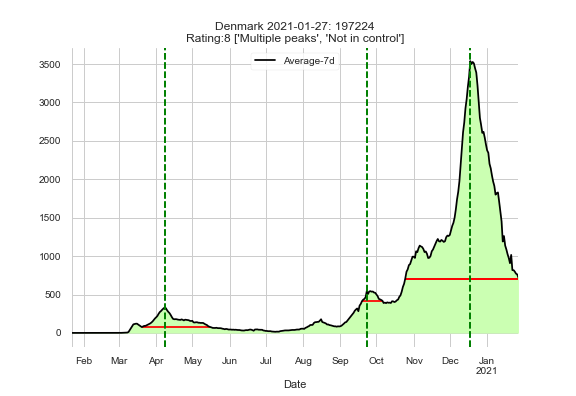 Denmark 2021-01-27: 197224
Rating:8 ['Multiple peaks', 'Not in control']
Average-7d
3500
3000
2500
2000
1500
1000
500
0
Feb Mar Apr May Jun Jul Aug Sep Oct Nov Dec Jan
2021
Date